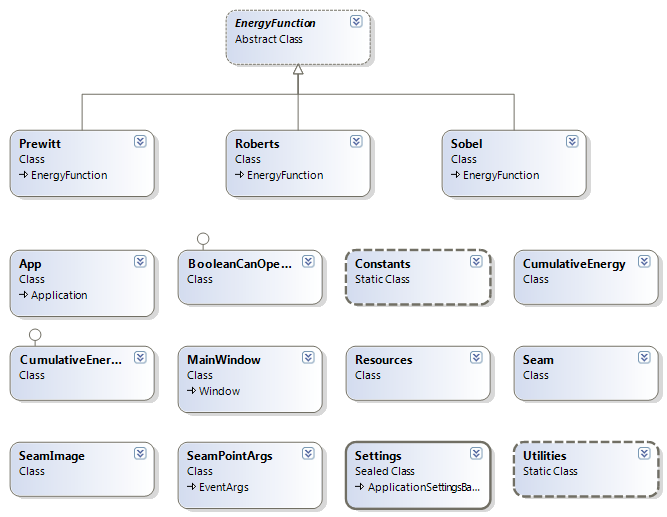 EnergyFunction
Abstract Class
Prewitt
Class
EnergyFunction
Roberts
Class
EnergyFunction
Sobel
Class
EnergyFunction
App
Class
Application
BooleanCanOpe...
Class
Constants
Static Class
CumulativeEnergy
Class
CumulativeEner...
Class
MainWindow
Class
Window
Resources
Class
Seam
Class
SeamImage
Class
SeamPointArgs
Class
EventArgs
Settings
Sealed Class
ApplicationSettingsBa...
Utilities
Static Class